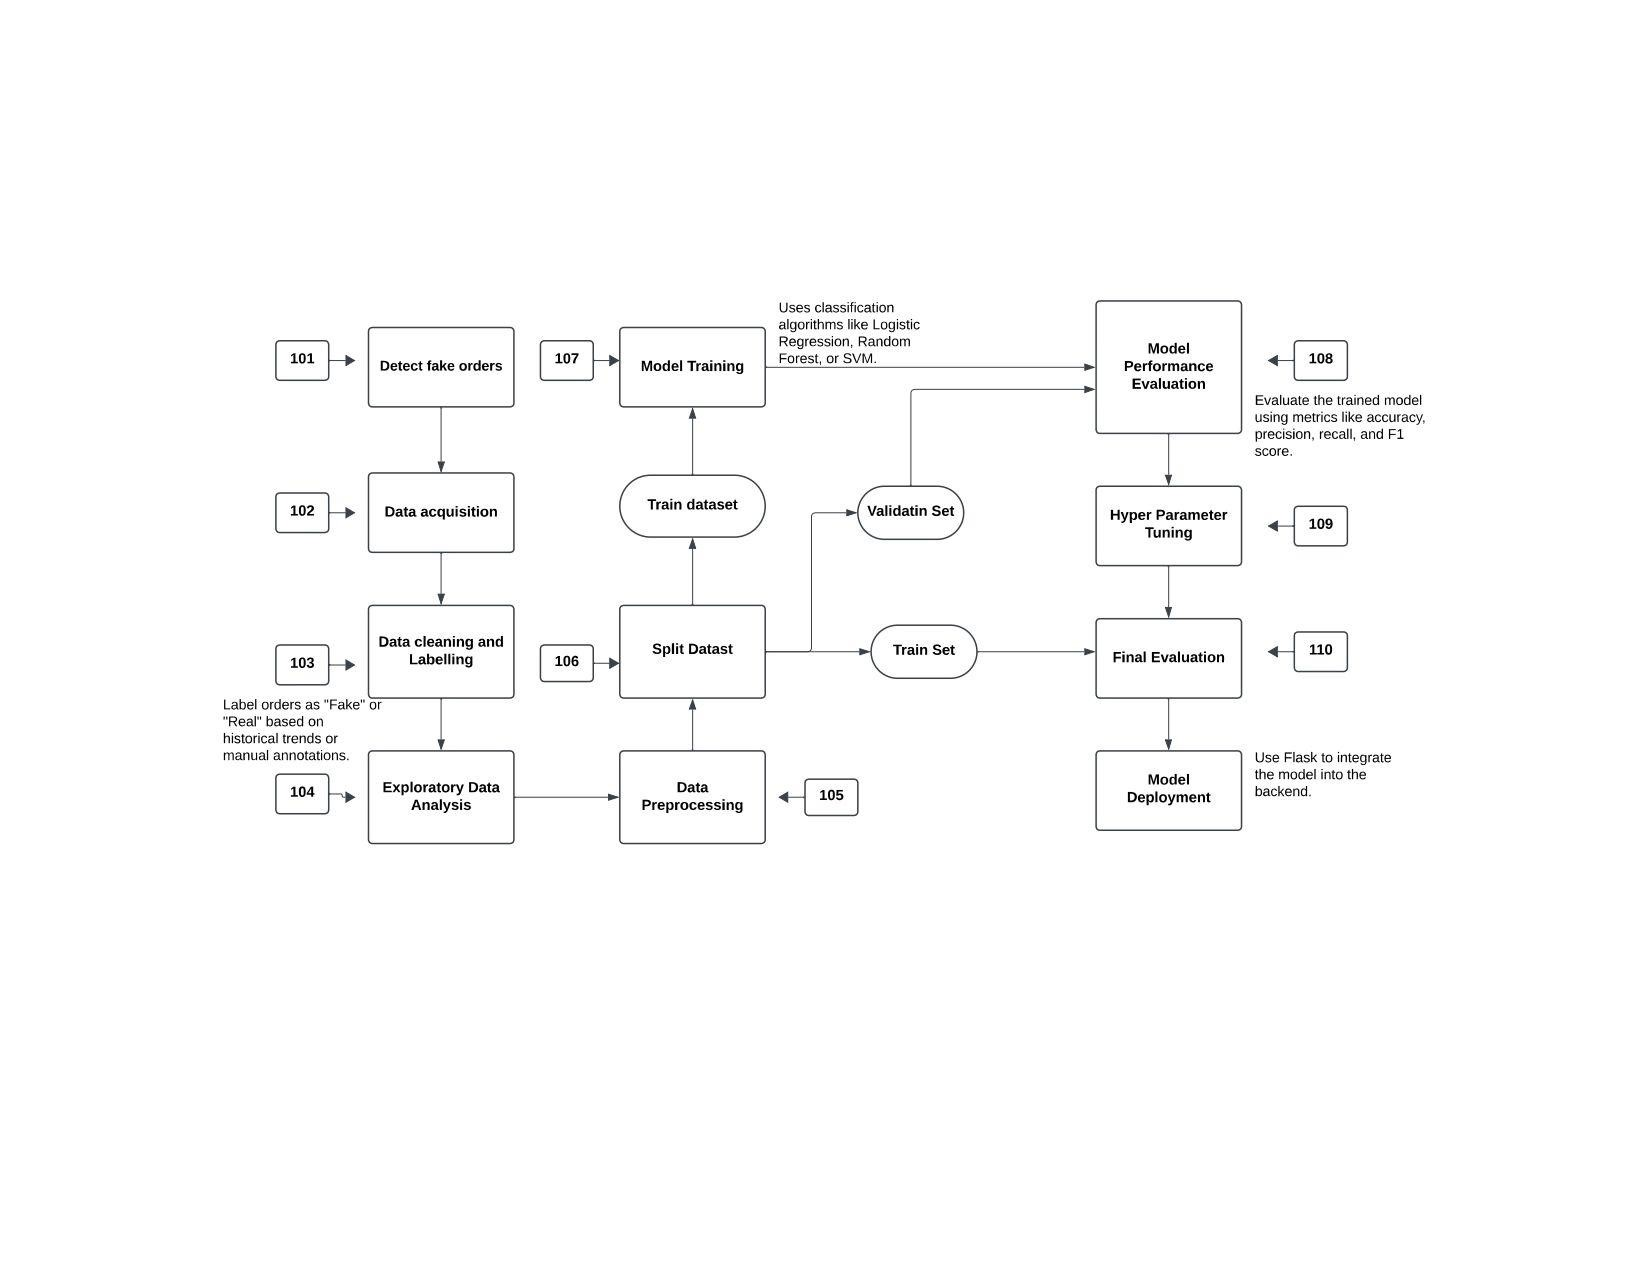 101
Detect fake orders
102
Data acquisition
103
Data cleaning and
Labelling
Label orders as "Fake" or
"Real" based on
historical trends or
manual annotations.
104
Exploratory Data
Analysis
Data
Preprocessing
105
106
Split Datast
Train dataset
107
Model Training
Uses classification
algorithms like Logistic
Regression, Random
Forest, or SVM.
Validatin Set
Train Set
Model
Performance
Evaluation
108
Evaluate the trained model
using metrics like accuracy,
precision, recall, and F1
score.
Hyper Parameter
Tuning
109
Final Evaluation
110
Model
Deployment
Use Flask to integrate
the model into the
backend.